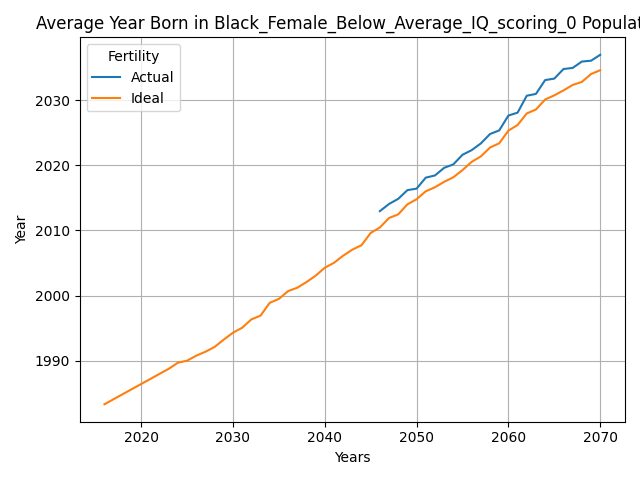 Average Year Born in Black_Female_Below_Average_IQ_scoring_0 Populat
Fertility
Actual
Ideal
Year
2030
2020
2010
2000
1990
2020 2030 2040 2050 2060 2070
Years